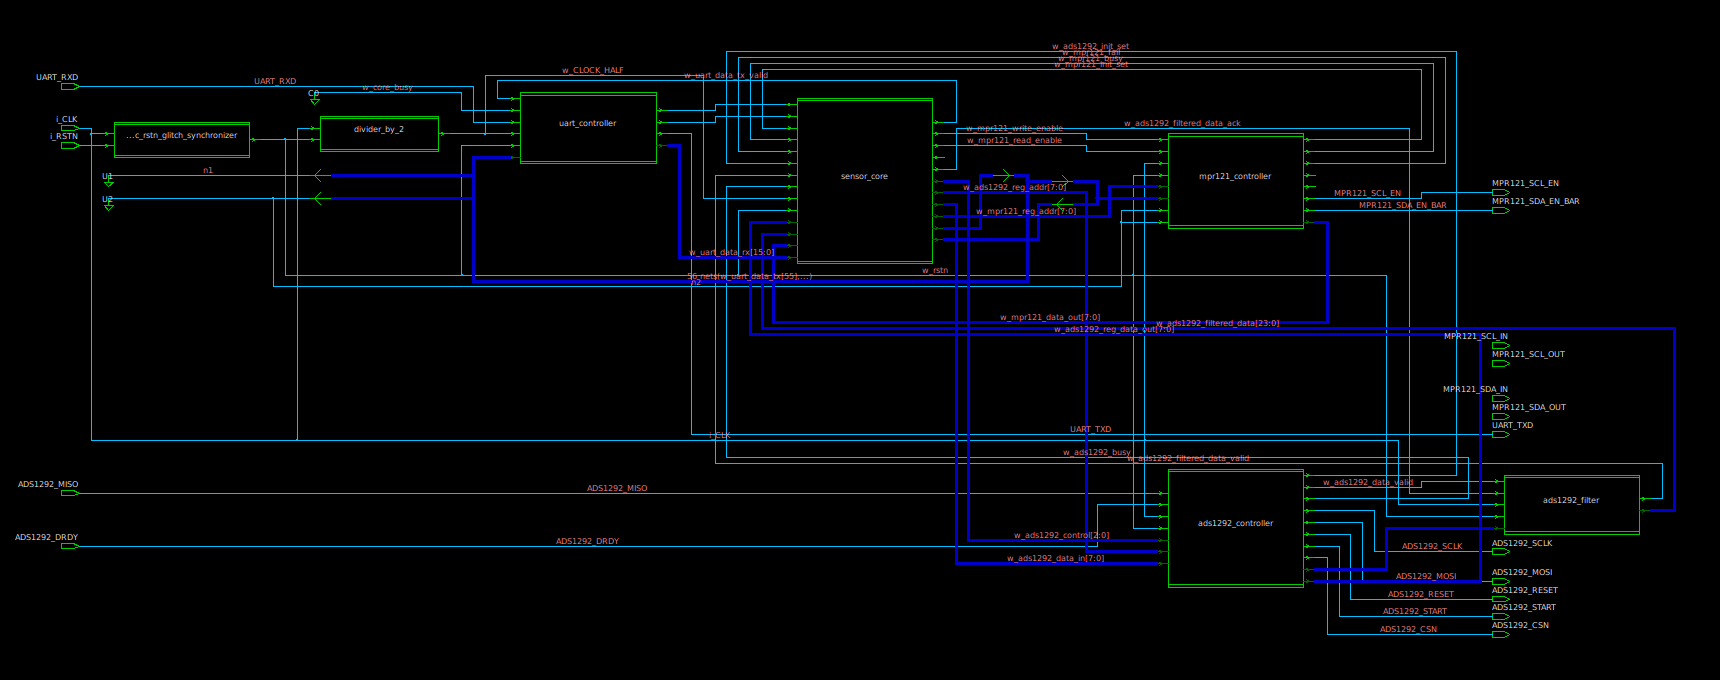 w_ads1292_init_set
w_mpr121_fail
w_mpr121_busy
w_mpr121_init_set
w_CLOCK_HALF
w_uart_data_tx_valid
UART_RXD
UART_RXD
w_core_busy
C0
i_CLK
i_RSTN
...c_rstn_glitch_synchronizer
divider_by_2
uart_controller
w_ads1292_filtered_data_ack
w_mpr121_write_enable
w_mpr121_read_enable
sensor_core
mpr121_controller
n1
U1
U2
w_ads1292_reg_addr[7:0]
w_mpr121_reg_addr[7:0]
MPR121_SCL_EN
MPR121_SCL_EN
MPR121_SDA_EN_BAR
MPR121_SDA_EN_BAR
w_uart_data_rx[15:0]
w_rstn
56_nets(w_uart_data_tx[55],...)
n2
w_mpr121_data_out[7:0]
w_ads1292_filtered_data[23:0]
w_ads1292_reg_data_out[7:0]
MPR121_SCL_IN
MPR121_SCL_OUT
MPR121_SDA_IN
MPR121_SDA_OUT
UART_TXD
UART_TXD
i_CLK
w_ads1292_busy
w_ads1292_filtered_data_valid
ADS1292_MISO
ADS1292_MISO
w_ads1292_data_valid
ads1292_filter
ads1292_controller
ADS1292_DRDY
ADS1292_DRDY
w_ads1292_control[2:0]
w_ads1292_data_in[7:0]
ADS1292_SCLK
ADS1292_SCLK
ADS1292_MOSI
ADS1292_MOSI
ADS1292_RESET
ADS1292_RESET
ADS1292_START
ADS1292_START
ADS1292_CSN
ADS1292_CSN